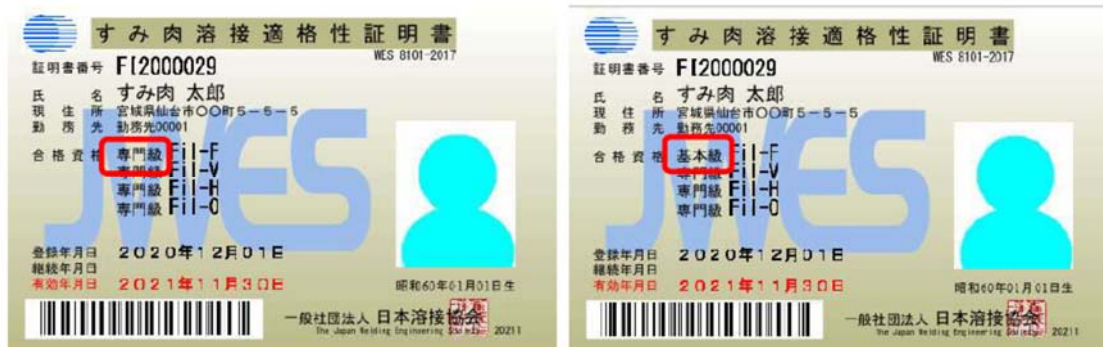 すみ肉溶接適格性証明書
WES 8101-2017
証明書番号 FI2000029
氏名 すみ肉 太郎
現住所 宮城県仙台市〇〇町5-5-5
勤務先 勤務先00001
合格資格 専門級 Fil-F
専門級 Fil-V
専門級 Fil-H
専門級 Fil-O
JWES
登録年月日 2020年12月01日
継続年月日
有効年月日 2021年11月30日
昭和60年01月01日生
一般社団法人 日本溶接協会
The Japan Welding Engineering Society
20211
すみ肉溶接適格性証明書
WES 8101-2017
証明書番号 FI2000029
氏名 すみ肉 太郎
現住所 宮城県仙台市〇〇町5-5-5
勤務先 勤務先00001
合格資格 基本級 Fil-F
専門級 Fil-V
専門級 Fil-H
専門級 Fil-O
JWES
登録年月日 2020年12月01日
継続年月日
有効年月日 2021年11月30日
昭和60年01月01日生
一般社団法人 日本溶接協会
The Japan Welding Engineering Society
20211